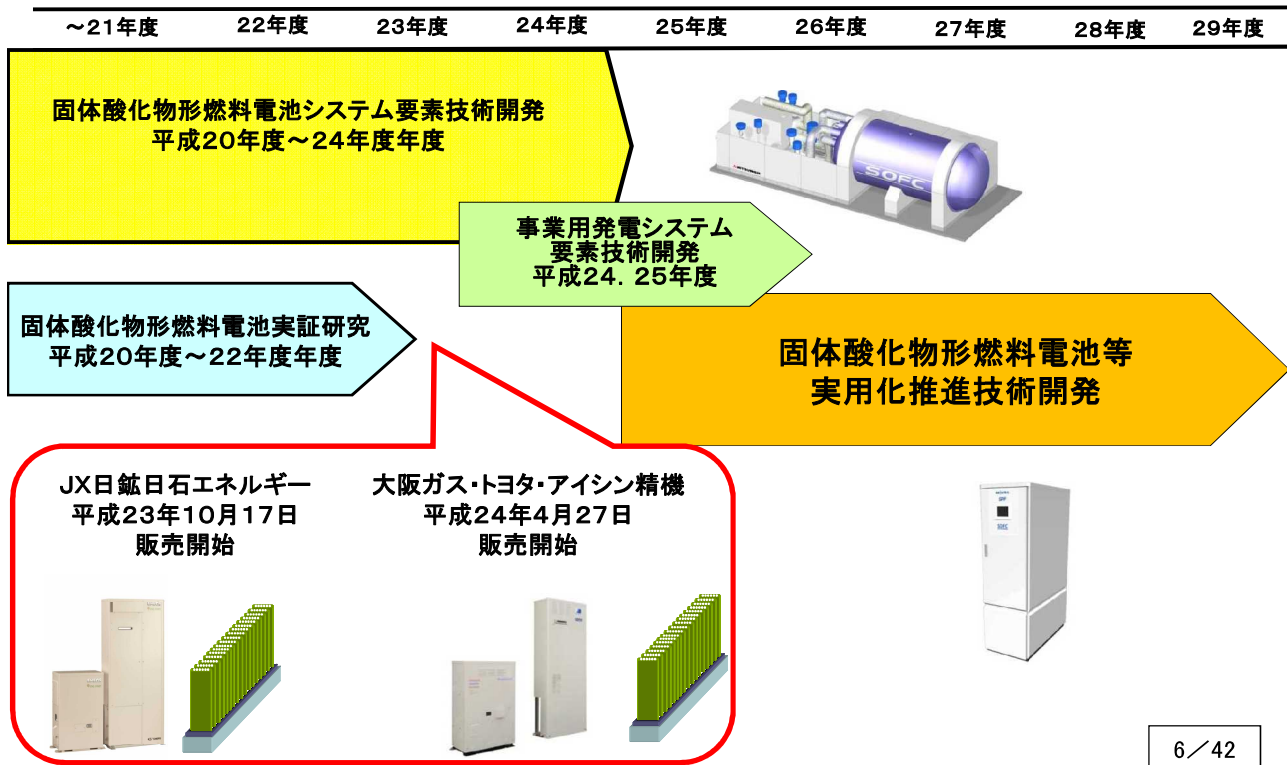 ~21年度 22年度 23年度 24年度 25年度 26年度 27年度 28年度 29年度
固体酸化物形燃料電池システム要素技術開発
平成20年度~24年度年度
SOFC
事業用発電システム
要素技術開発
平成24. 25年度
固体酸化物形燃料電池実証研究
平成20年度~22年度年度
固体酸化物形燃料電池等
実用化推進技術開発
JX日鉱日石エネルギー
平成23年10月17日
販売開始
大阪ガス・トヨタ・アイシン精機
平成24年4月27日
販売開始
SOFC
6/42